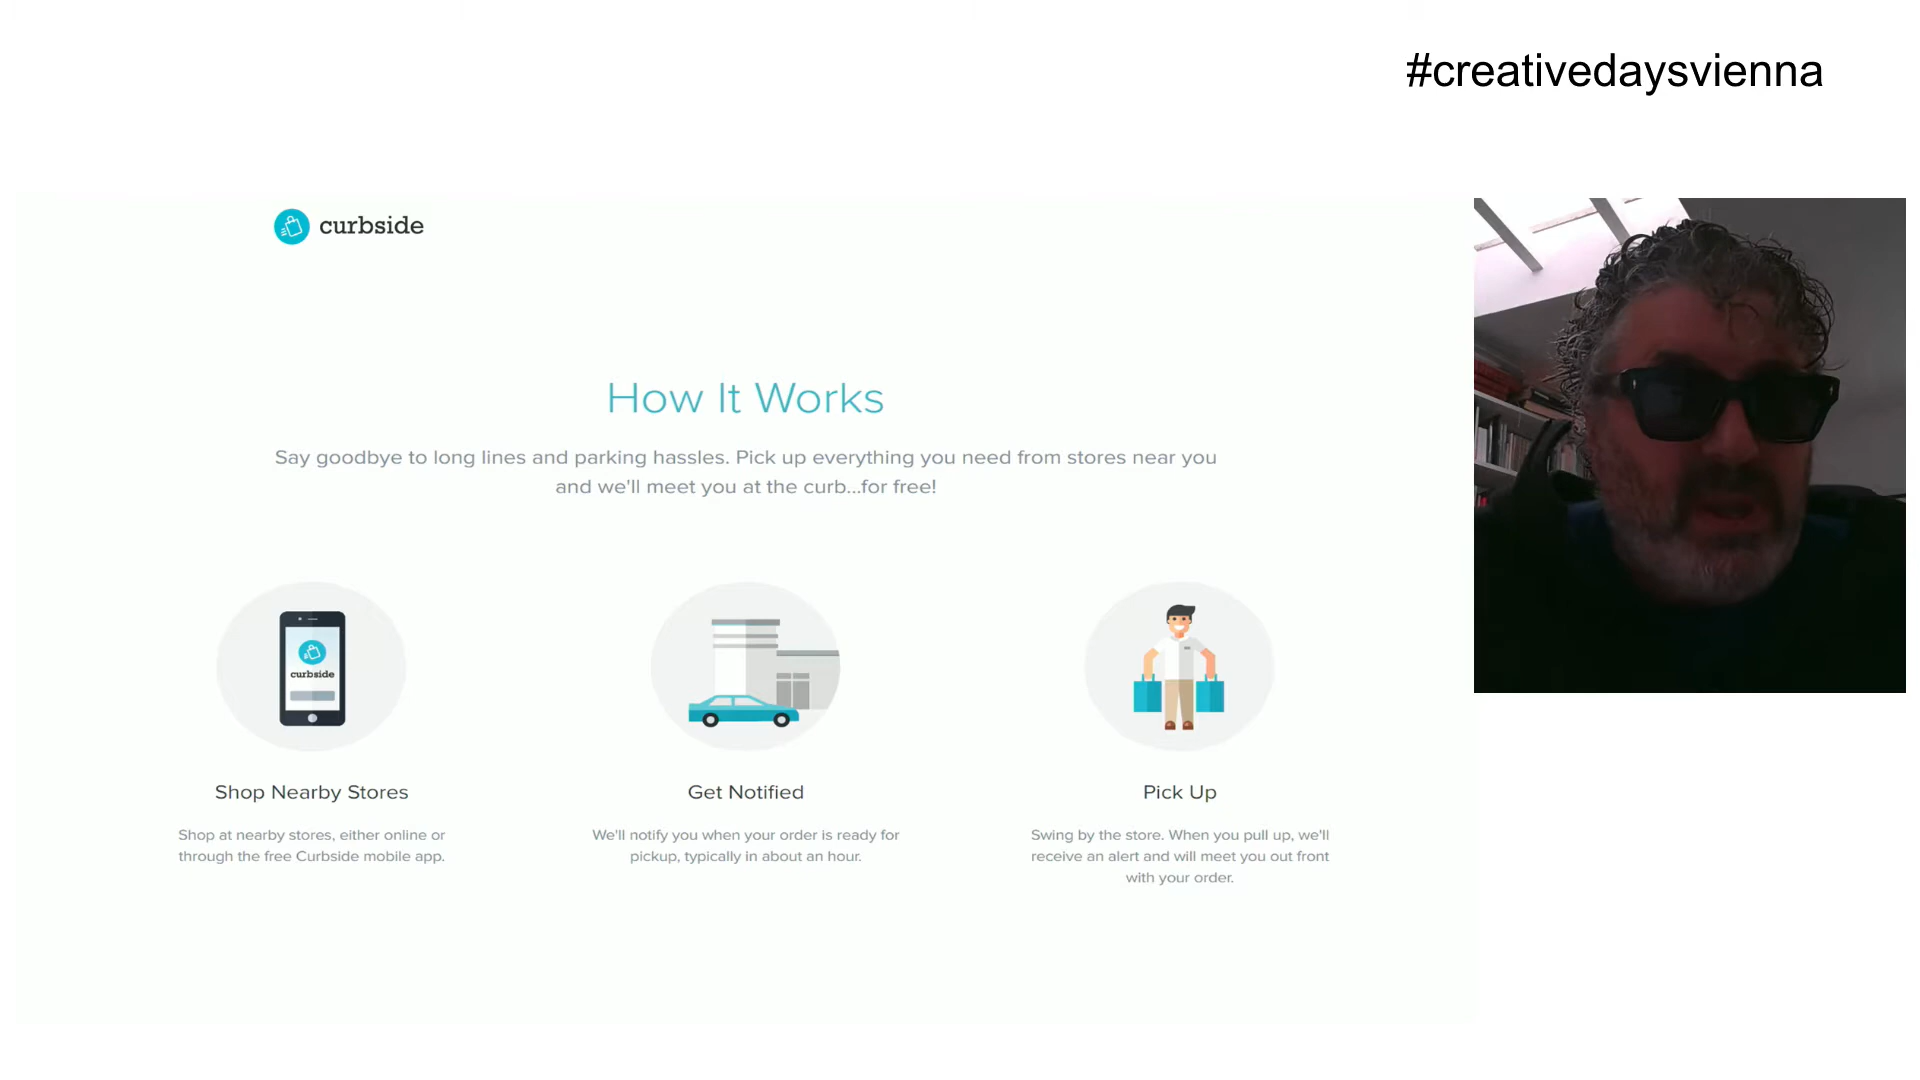 #creativedaysvienna
curbside
How It Works
Say goodbye to long lines and parking hassles. Pick up everything you need from stores near you
and we'll meet you at the curb...for free!
curbside
Shop Nearby Stores
Shop at nearby stores, either online or
through the free Curbside mobile app.
Get Notified
We'll notify you when your order is ready for
pickup, typically in about an hour.
Pick Up
Swing by the store. When you pull up, we'll
receive an alert and will meet you out front
with your order.